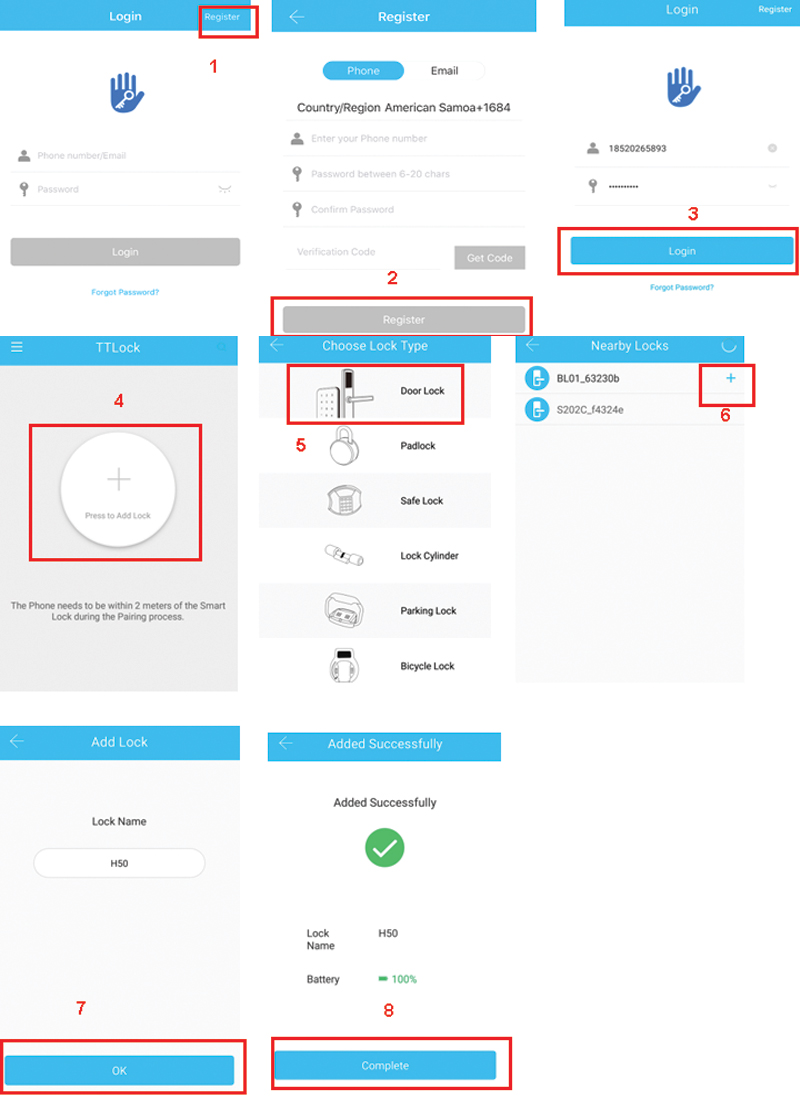 Login
Register
1
Phone number/Email
Password
Login
Forgot Password?
Register
Phone
Email
Country/Region American Samoa+1684
Enter your Phone number
Password between 6-20 chars
Confirm Password
Verification Code
Get Code
2
Register
Login
Register
18520265893
••••••••••
3
Login
Forgot Password?
TTLock
4
Press to Add Lock
The Phone needs to be within 2 meters of the Smart
Lock during the Pairing process.
Choose Lock Type
Door Lock
5
Padlock
Safe Lock
Lock Cylinder
Parking Lock
Bicycle Lock
Nearby Locks
BL01_63230b
S202C_f4324e
6
Add Lock
Lock Name
H50
7
OK
Added Successfully
Added Successfully
Lock
Name
H50
Battery
100%
8
Complete